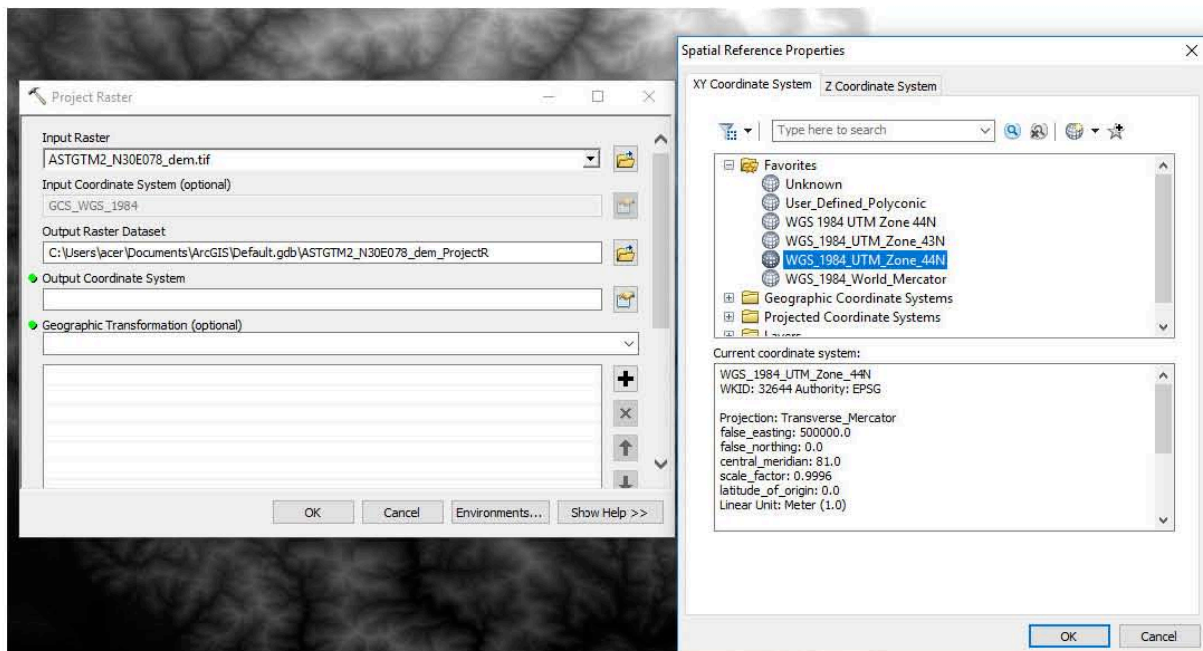 Project Raster
Input Raster
ASTGTM2_N30E078_dem.tif
Input Coordinate System (optional)
GCS_WGS_1984
Output Raster Dataset
C:\Users\acer\Documents\ArcGIS\Default.gdb\ASTGTM2_N30E078_dem_ProjectR
Output Coordinate System
Geographic Transformation (optional)
OK Cancel Environments... Show Help >>
Spatial Reference Properties
XY Coordinate System Z Coordinate System
Type here to search
Favorites
Unknown
User_Defined_Polyconic
WGS 1984 UTM Zone 44N
WGS_1984_UTM_Zone_43N
WGS_1984_UTM_Zone_44N
WGS_1984_World_Mercator
Geographic Coordinate Systems
Projected Coordinate Systems
Layers
Current coordinate system:
WGS_1984_UTM_Zone_44N
WKID: 32644 Authority: EPSG
Projection: Transverse_Mercator
false_easting: 500000.0
false_northing: 0.0
central_meridian: 81.0
scale_factor: 0.9996
latitude_of_origin: 0.0
Linear Unit: Meter (1.0)
OK Cancel